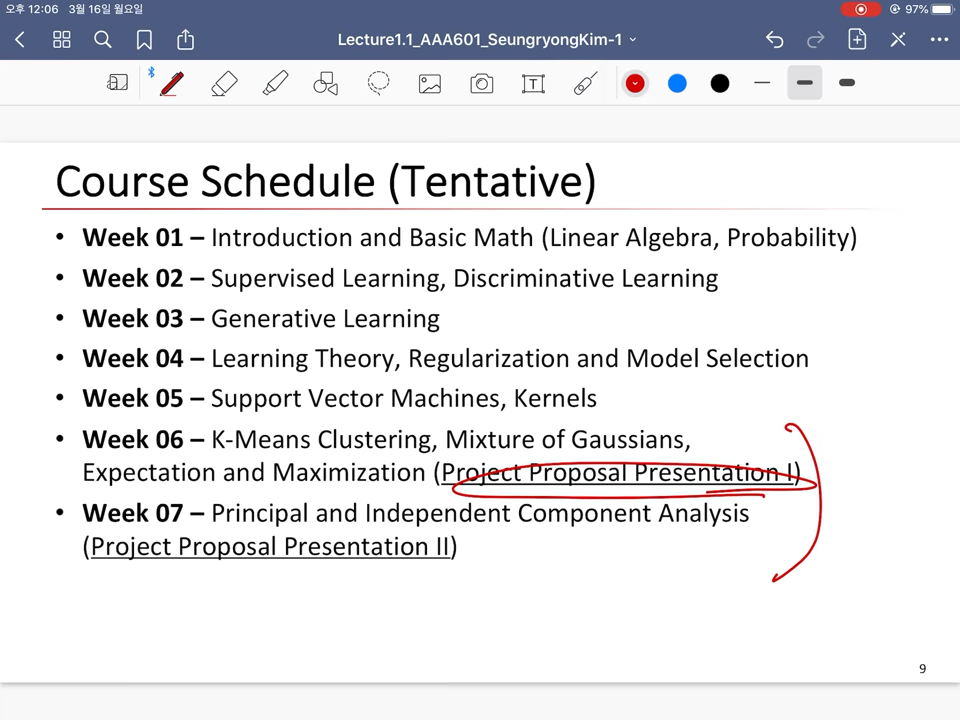 오후 12:06 3월 16일 월요일 97%
Lecture1.1_AAA601_SeungryongKim-1
T
Course Schedule (Tentative)
• Week 01 – Introduction and Basic Math (Linear Algebra, Probability)
• Week 02 – Supervised Learning, Discriminative Learning
• Week 03 – Generative Learning
• Week 04 – Learning Theory, Regularization and Model Selection
• Week 05 – Support Vector Machines, Kernels
• Week 06 – K-Means Clustering, Mixture of Gaussians,
Expectation and Maximization (Project Proposal Presentation I)
• Week 07 – Principal and Independent Component Analysis
(Project Proposal Presentation II)
9